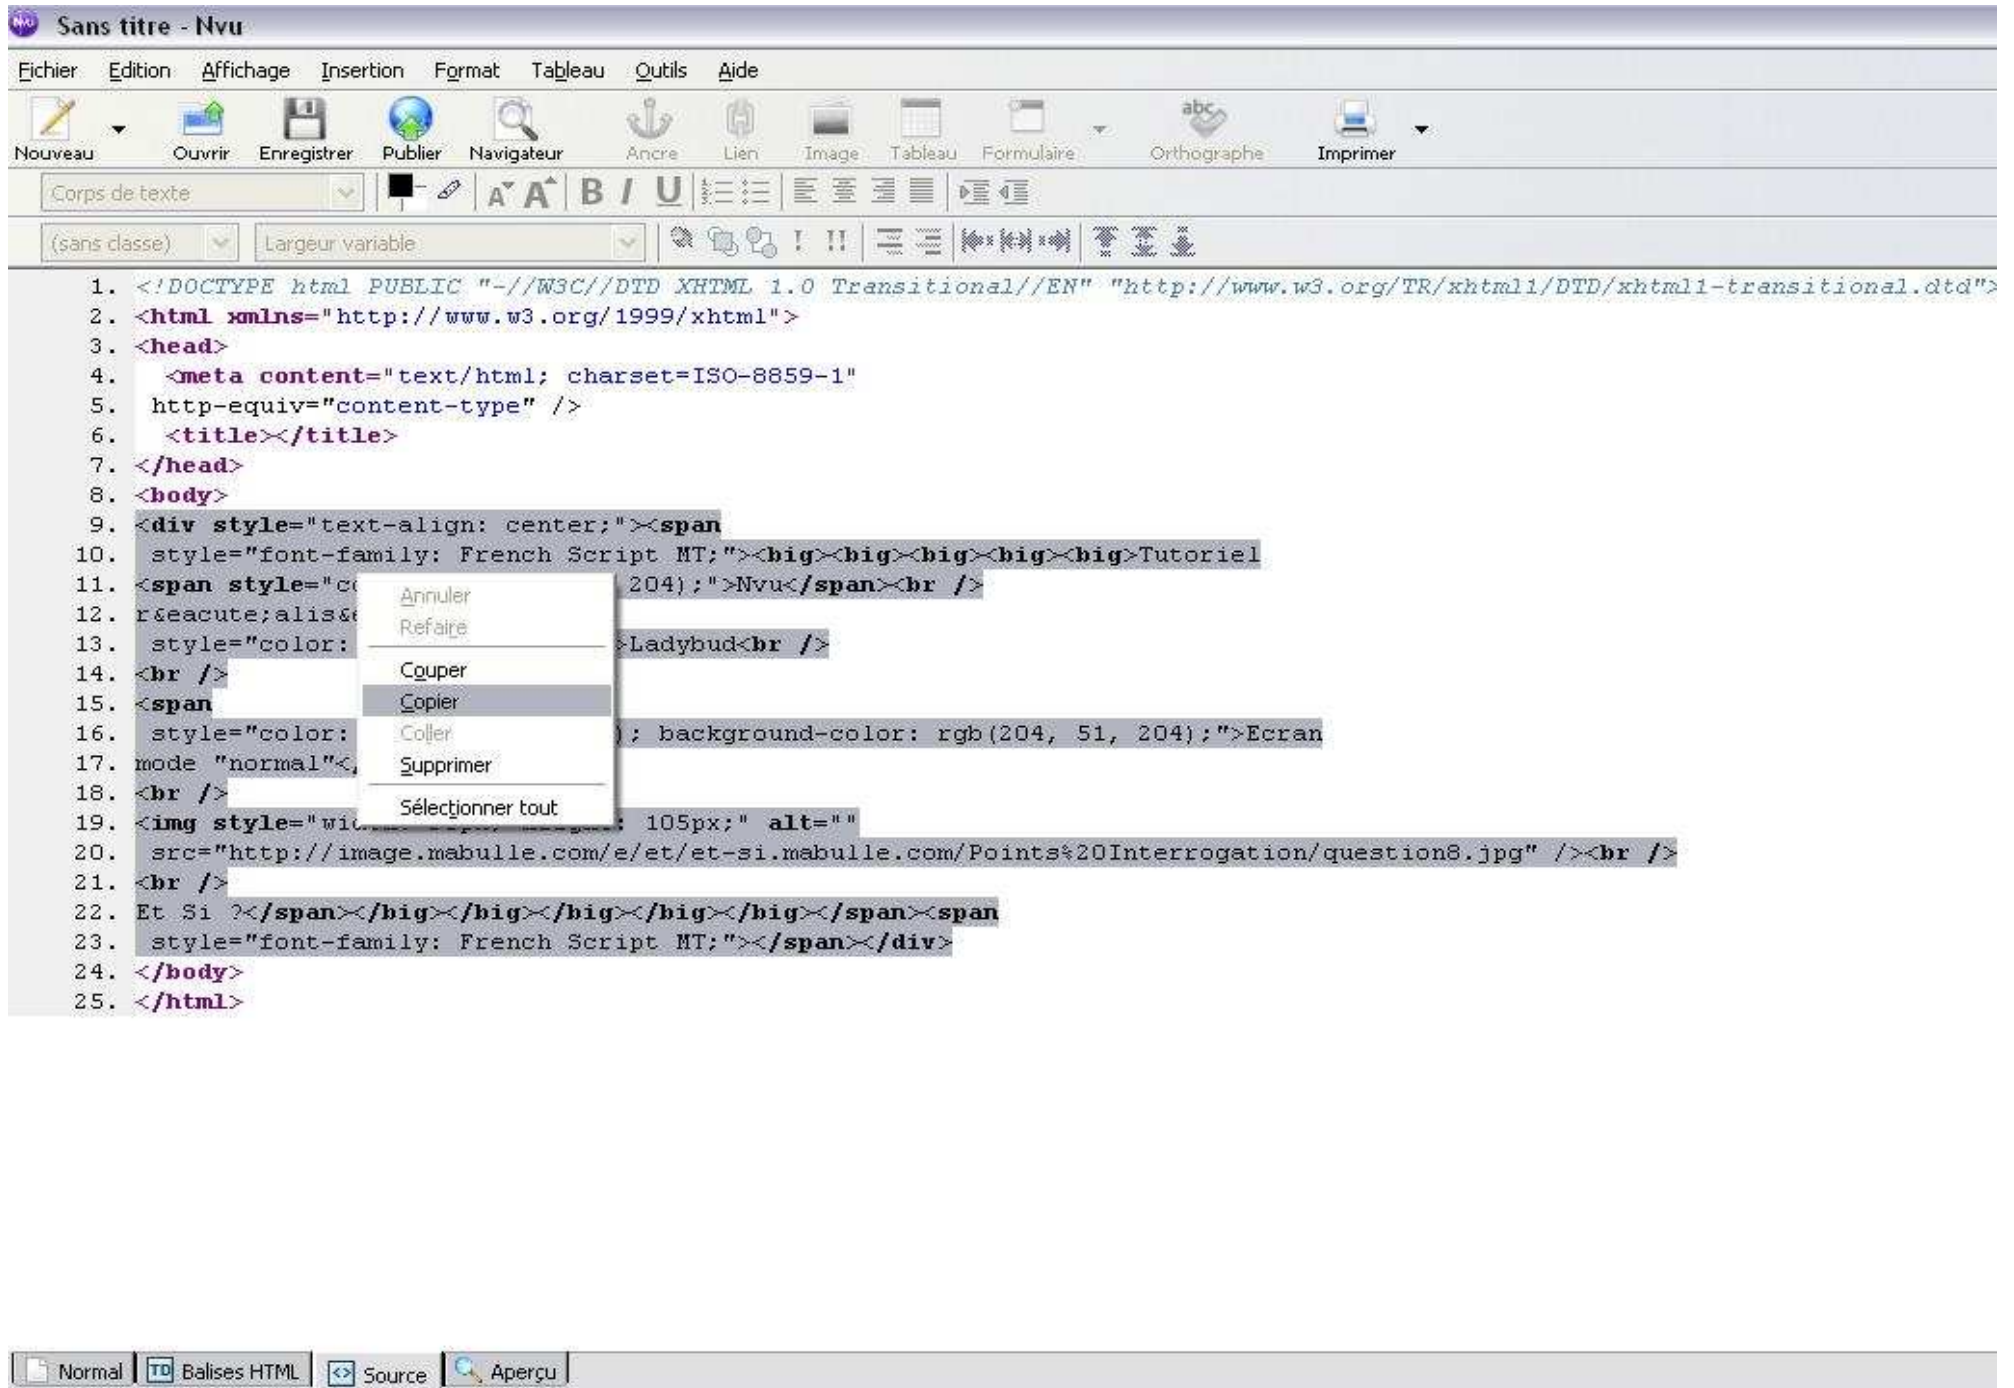 Sans titre - Nvu
Fichier Edition Affichage Insertion Format Tableau Outils Aide
Nouveau Ouvrir Enregistrer Publier Navigateur Ancre Lien Image Tableau Formulaire Orthographe Imprimer
Corps de texte
(sans classe) Largeur variable
1. <!DOCTYPE html PUBLIC "-//W3C//DTD XHTML 1.0 Transitional//EN" "http://www.w3.org/TR/xhtml1/DTD/xhtml1-transitional.dtd">
2. <html xmlns="http://www.w3.org/1999/xhtml">
3. <head>
4. <meta content="text/html; charset=ISO-8859-1"
5. http-equiv="content-type" />
6. <title></title>
7. </head>
8. <body>
9. <div style="text-align: center;"><span
10. style="font-family: French Script MT;"><big><big><big><big><big>Tutoriel
11. <span style="co 204);">Nvu</span><br />
12. r&eacute;alis&e
13. style="color: >Ladybud<br />
14. <br />
15. <span
16. style="color: ); background-color: rgb(204, 51, 204);">Ecran
17. mode "normal"<
18. <br />
19. <img style="wid 105px;" alt=""
20. src="http://image.mabulle.com/e/et/et-si.mabulle.com/Points%20Interrogation/question8.jpg" /><br />
21. <br />
22. Et Si ?</span></big></big></big></big></big></span><span
23. style="font-family: French Script MT;"></span></div>
24. </body>
25. </html>
Annuler
Refaire
Couper
Copier
Coller
Supprimer
Sélectionner tout
Normal Balises HTML Source Aperçu